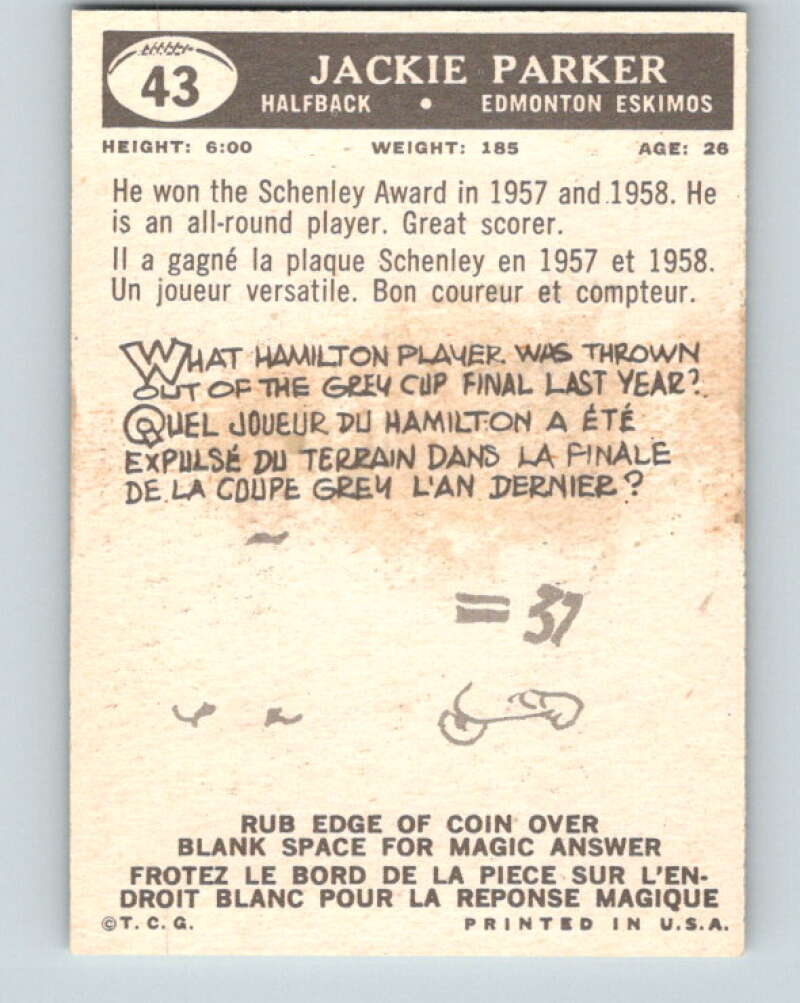 43
JACKIE PARKER
HALFBACK • EDMONTON ESKIMOS
HEIGHT: 6:00 WEIGHT: 185 AGE: 26
He won the Schenley Award in 1957 and 1958. He
is an all-round player. Great scorer.
Il a gagné la plaque Schenley en 1957 et 1958.
Un joueur versatile. Bon coureur et compteur.
WHAT HAMILTON PLAYER WAS THROWN
OUT OF THE GREY CUP FINAL LAST YEAR?
QUEL JOUEUR DU HAMILTON A ÉTÉ
EXPULSÉ DU TERRAIN DANS LA FINALE
DE LA COUPE GREY L'AN DERNIER?
= 37
RUB EDGE OF COIN OVER
BLANK SPACE FOR MAGIC ANSWER
FROTEZ LE BORD DE LA PIECE SUR L'EN-
DROIT BLANC POUR LA REPONSE MAGIQUE
©T.C.G. PRINTED IN U.S.A.